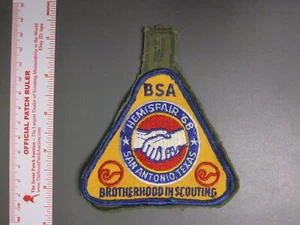 BSA
HEMISFAIR '68
SAN ANTONIO, TEXAS
BROTHERHOOD IN SCOUTING
OFFICIAL PATCH RULER